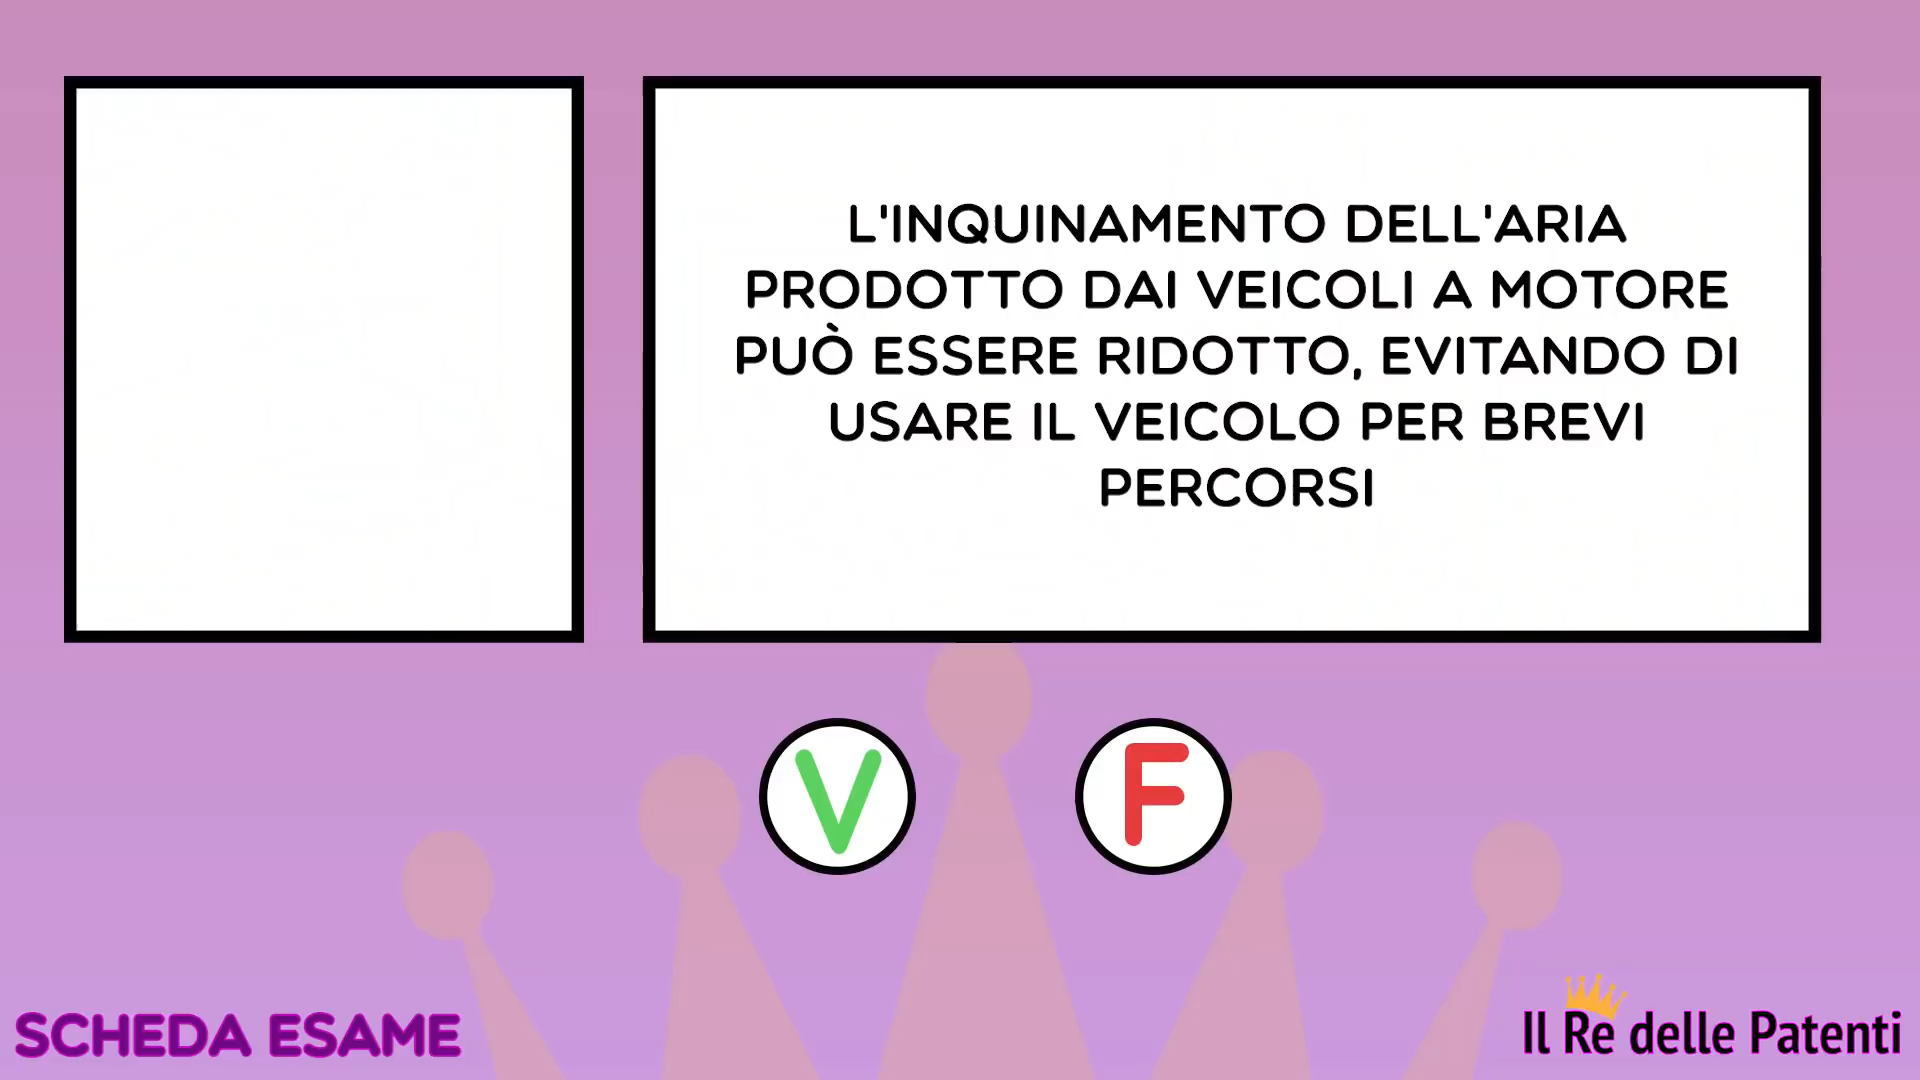 L'INQUINAMENTO DELL'ARIA
PRODOTTO DAI VEICOLI A MOTORE
PUÒ ESSERE RIDOTTO, EVITANDO DI
USARE IL VEICOLO PER BREVI
PERCORSI
V F
SCHEDA ESAME
Il Re delle Patenti